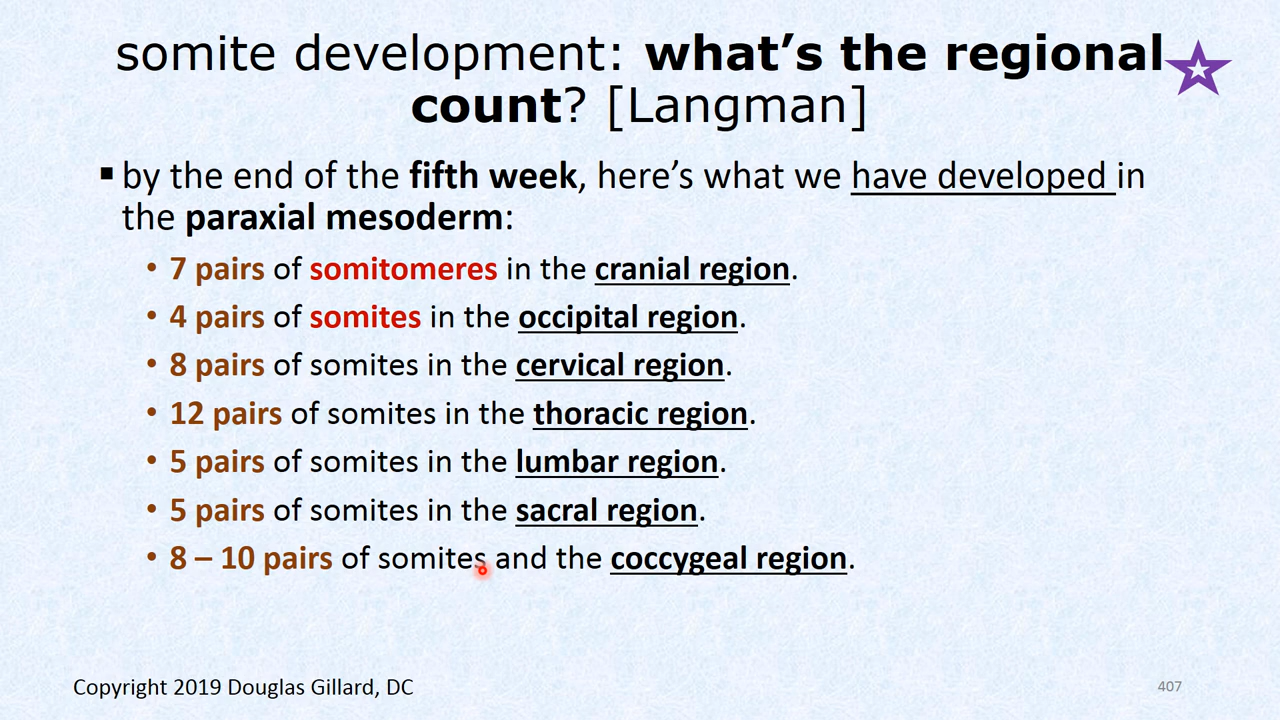 somite development: what’s the regional
count? [Langman]
▪ by the end of the fifth week, here’s what we have developed in
the paraxial mesoderm:
• 7 pairs of somitomeres in the cranial region.
• 4 pairs of somites in the occipital region.
• 8 pairs of somites in the cervical region.
• 12 pairs of somites in the thoracic region.
• 5 pairs of somites in the lumbar region.
• 5 pairs of somites in the sacral region.
• 8 – 10 pairs of somites and the coccygeal region.
Copyright 2019 Douglas Gillard, DC
407